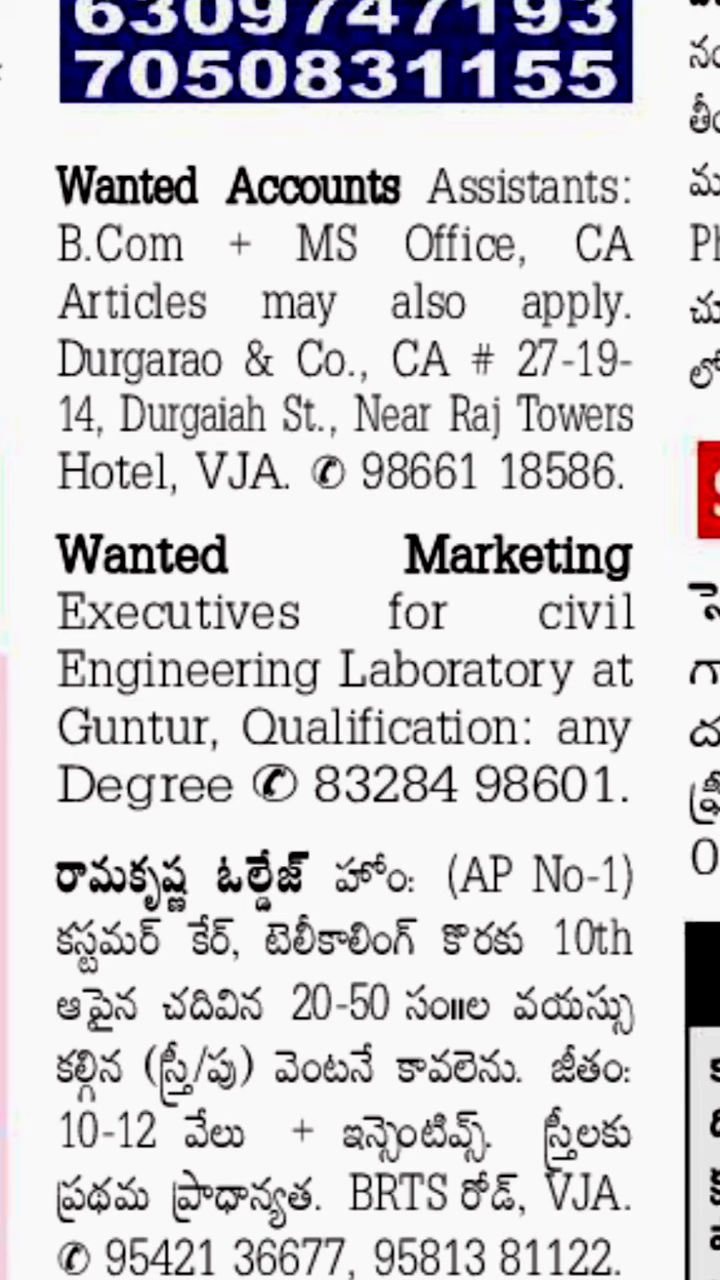 6309747193
7050831155
Wanted Accounts Assistants:
B.Com + MS Office, CA
Articles may also apply.
Durgarao & Co., CA # 27-19-
14, Durgaiah St., Near Raj Towers
Hotel, VJA. ✆ 98661 18586.
Wanted Marketing
Executives for civil
Engineering Laboratory at
Guntur, Qualification: any
Degree ✆ 83284 98601.
రామకృష్ణ ఓల్డేజ్ హోం: (AP No-1)
కస్టమర్ కేర్, టెలీకాలింగ్ కొరకు 10th
ఆపైన చదివిన 20-50 సం॥ల వయస్సు
కల్గిన (స్త్రీ/పు) వెంటనే కావలెను. జీతం:
10-12 వేలు + ఇన్సెంటివ్స్. స్త్రీలకు
ప్రథమ ప్రాధాన్యత. BRTS రోడ్, VJA.
✆ 95421 36677, 95813 81122.